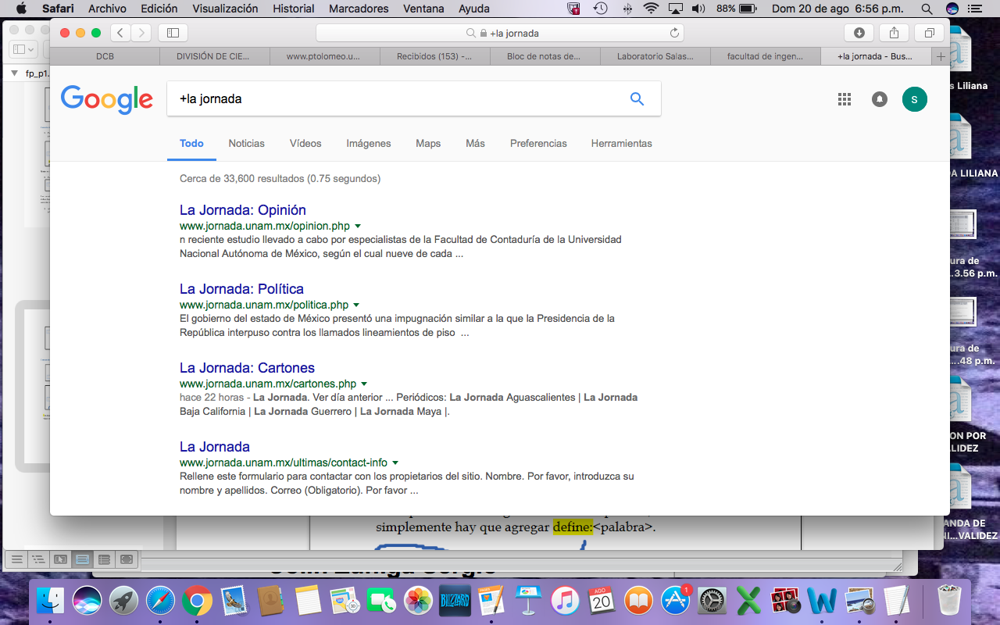 Safari Archivo Edición Visualización Historial Marcadores Ventana Ayuda 88% Dom 20 de ago 6:56 p.m.
+la jornada
DCB DIVISIÓN DE CIE... www.ptolomeo.u... Recibidos (153) -... Bloc de notas de... Laboratorio Salas... facultad de ingen... +la jornada - Bus...
fp_p1.
s Liliana
Google +la jornada S
Todo Noticias Vídeos Imágenes Maps Más Preferencias Herramientas
DA LILIANA
Cerca de 33,600 resultados (0.75 segundos)
La Jornada: Opinión
www.jornada.unam.mx/opinion.php
n reciente estudio llevado a cabo por especialistas de la Facultad de Contaduría de la Universidad
Nacional Autónoma de México, según el cual nueve de cada ...
ura de
...3.56 p.m.
La Jornada: Política
www.jornada.unam.mx/politica.php
El gobierno del estado de México presentó una impugnación similar a la que la Presidencia de la
República interpuso contra los llamados lineamientos de piso ...
ura de
....48 p.m.
La Jornada: Cartones
www.jornada.unam.mx/cartones.php
hace 22 horas - La Jornada. Ver día anterior ... Periódicos: La Jornada Aguascalientes | La Jornada
Baja California | La Jornada Guerrero | La Jornada Maya |.
ON POR
LIDEZ
La Jornada
www.jornada.unam.mx/ultimas/contact-info
Rellene este formulario para contactar con los propietarios del sitio. Nombre. Por favor, introduzca su
nombre y apellidos. Correo (Obligatorio). Por favor ...
simplemente hay que agregar define:<palabra>.
ANDA DE
NI...VALIDEZ
BLIZZARD
AGO
20
1